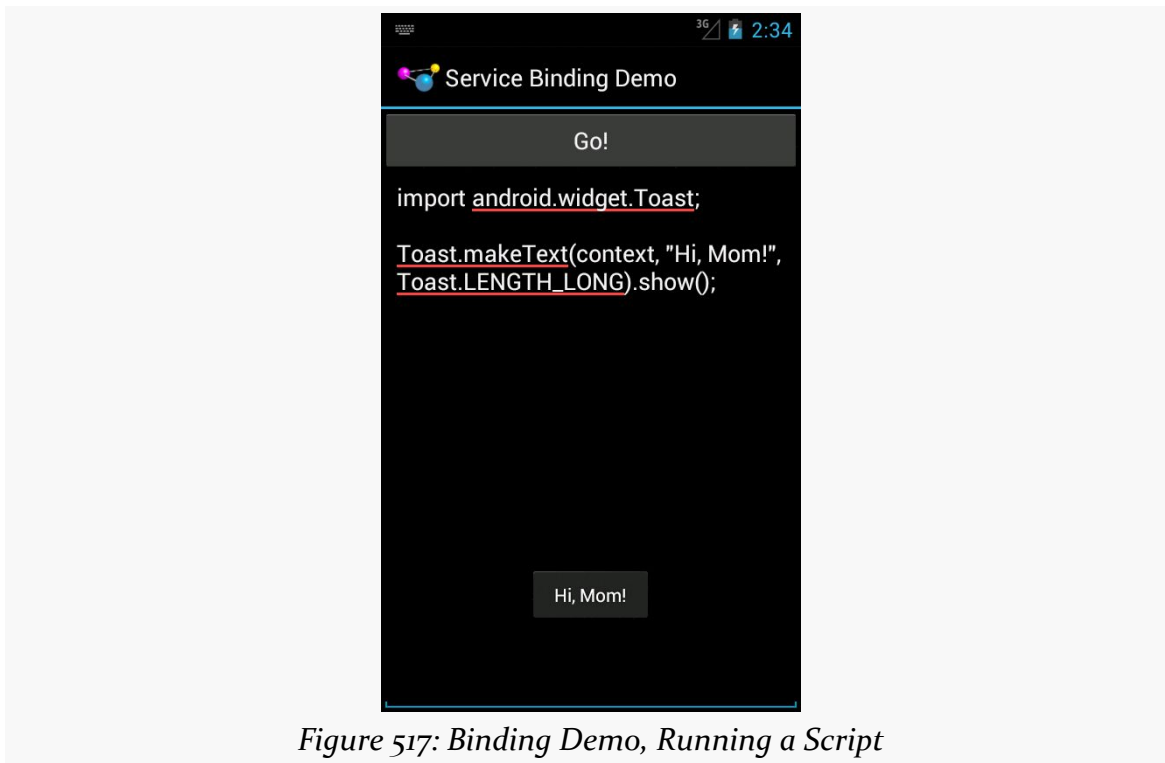 3G 2:34
Service Binding Demo
Go!
import android.widget.Toast;
Toast.makeText(context, "Hi, Mom!",
Toast.LENGTH_LONG).show();
Hi, Mom!
Figure 517: Binding Demo, Running a Script